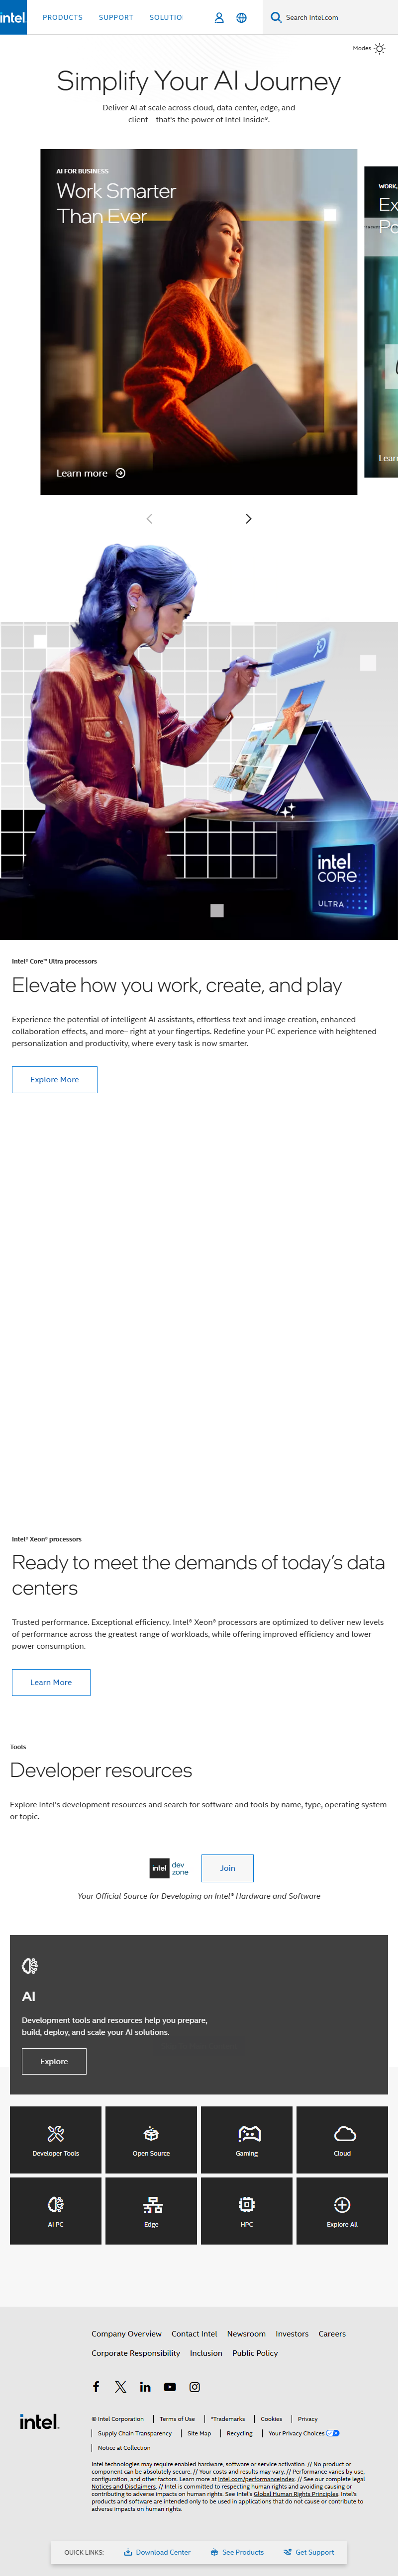 intel.
PRODUCTS SUPPORT SOLUTIO
Search Intel.com
Modes
Simplify Your AI Journey
Deliver AI at scale across cloud, data center, edge, and
client—that's the power of Intel Inside®.
AI FOR BUSINESS
Work Smarter
Than Ever
Learn more
WORK,
Ex
Po
Lear
intel
CORE
ULTRA
Intel® Core™ Ultra processors
Elevate how you work, create, and play
Experience the potential of intelligent AI assistants, effortless text and image creation, enhanced
collaboration effects, and more– right at your fingertips. Redefine your PC experience with heightened
personalization and productivity, where every task is now smarter.
Explore More
Intel® Xeon® processors
Ready to meet the demands of today's data
centers
Trusted performance. Exceptional efficiency. Intel® Xeon® processors are optimized to deliver new levels
of performance across the greatest range of workloads, while offering improved efficiency and lower
power consumption.
Learn More
Tools
Developer resources
Explore Intel's development resources and search for software and tools by name, type, operating system
or topic.
intel dev
zone
Join
Your Official Source for Developing on Intel® Hardware and Software
AI
Development tools and resources help you prepare,
build, deploy, and scale your AI solutions.
Explore
Developer Tools Open Source Gaming Cloud
AI PC Edge HPC Explore All
Company Overview Contact Intel Newsroom Investors Careers
Corporate Responsibility Inclusion Public Policy
intel.
© Intel Corporation Terms of Use *Trademarks Cookies Privacy
Supply Chain Transparency Site Map Recycling Your Privacy Choices
Notice at Collection
Intel technologies may require enabled hardware, software or service activation. // No product or
component can be absolutely secure. // Your costs and results may vary. // Performance varies by use,
configuration, and other factors. Learn more at intel.com/performanceindex. // See our complete legal
Notices and Disclaimers. // Intel is committed to respecting human rights and avoiding causing or
contributing to adverse impacts on human rights. See Intel's Global Human Rights Principles. Intel's
products and software are intended only to be used in applications that do not cause or contribute to
adverse impacts on human rights.
QUICK LINKS: Download Center See Products Get Support